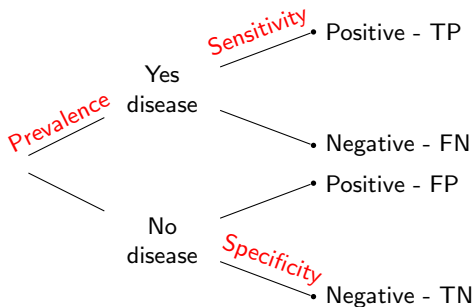 Sensitivity
Positive - TP
Yes
disease
Prevalence
Negative - FN
Positive - FP
No
disease
Specificity
Negative - TN